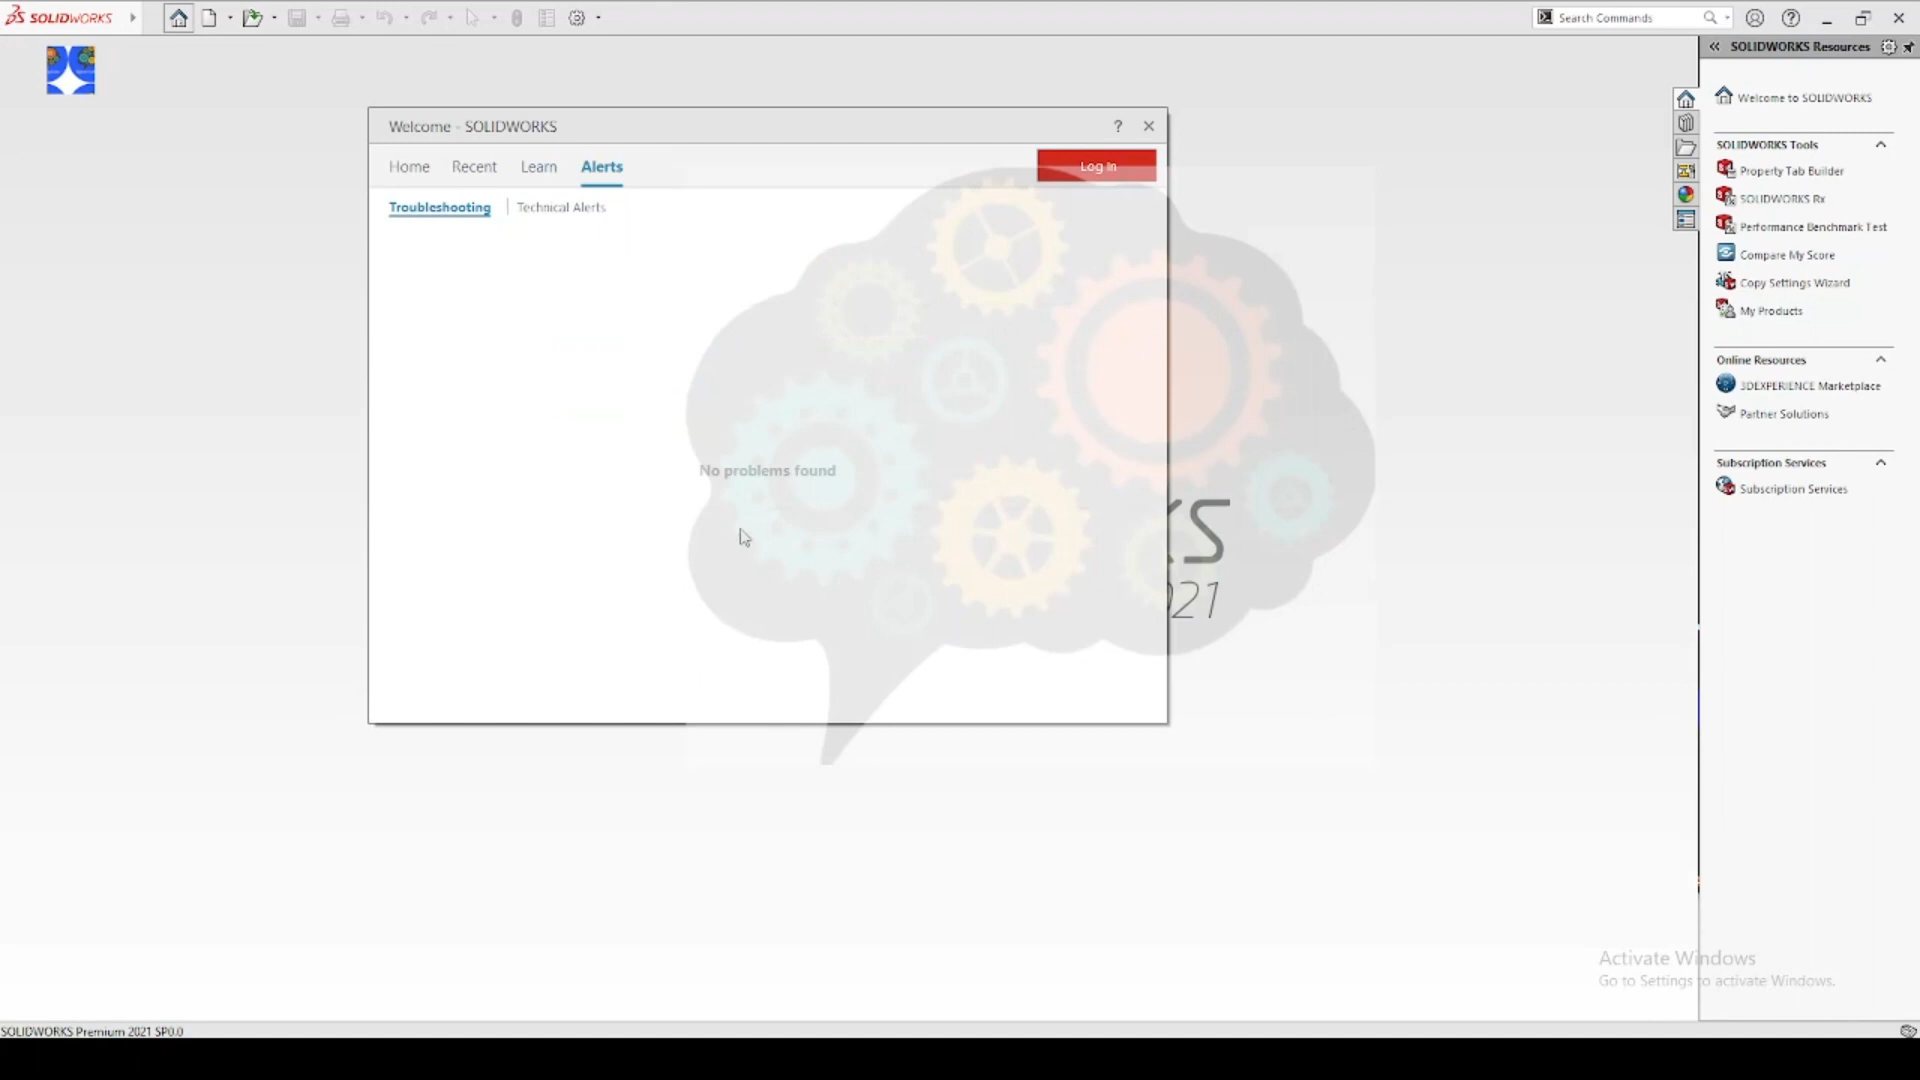 SOLIDWORKS
Search Commands
SOLIDWORKS Resources
Welcome to SOLIDWORKS
SOLIDWORKS Tools
Property Tab Builder
SOLIDWORKS Rx
Performance Benchmark Test
Compare My Score
Copy Settings Wizard
My Products
Online Resources
3DEXPERIENCE Marketplace
Partner Solutions
Subscription Services
Subscription Services
Welcome - SOLIDWORKS
?
Home Recent Learn Alerts Log In
Troubleshooting | Technical Alerts
No problems found
KS
021
Activate Windows
Go to Settings to activate Windows.
SOLIDWORKS Premium 2021 SP0.0